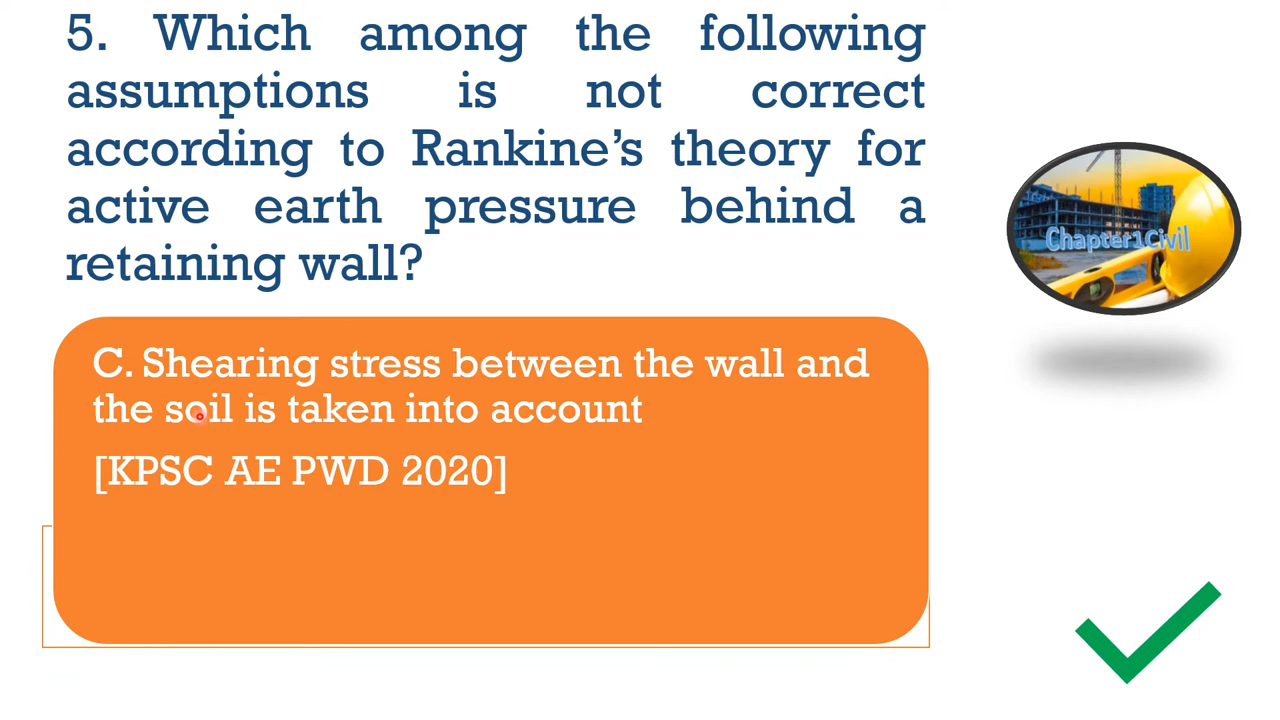 5. Which among the following
assumptions is not correct
according to Rankine’s theory for
active earth pressure behind a
retaining wall?
Chapter1Civil
C. Shearing stress between the wall and
the soil is taken into account
[KPSC AE PWD 2020]